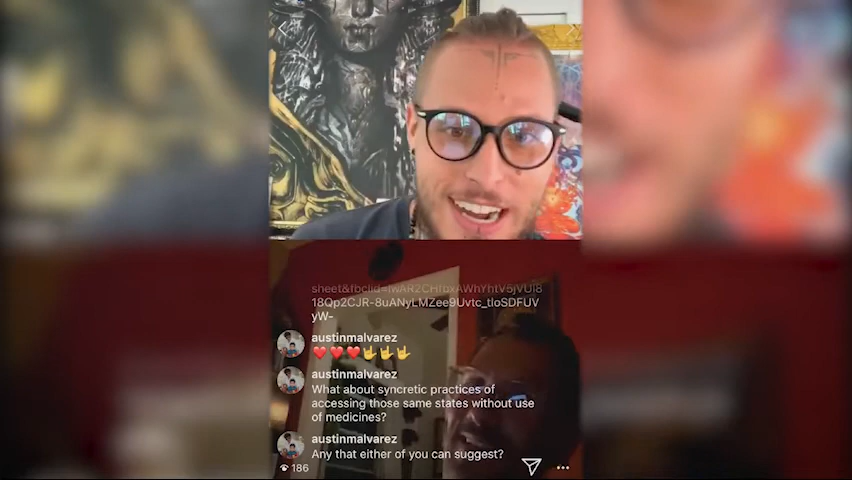 18Qp2CJR-8uANyLMZee9Uvtc_tIoSDFUV
yW-
austinmalvarez
❤️❤️❤️🤟🤟🤟
austinmalvarez
What about syncretic practices of
accessing those same states without use
of medicines?
austinmalvarez
Any that either of you can suggest?
186